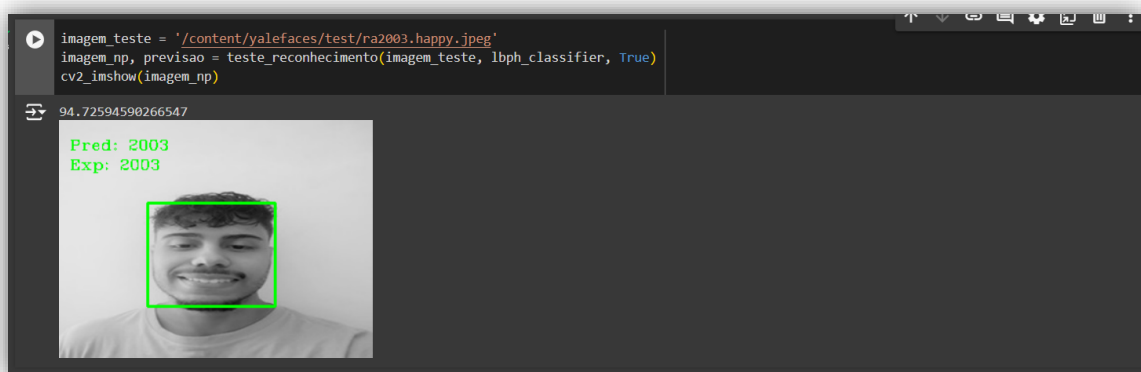 imagem_teste = '/content/yalefaces/test/ra2003.happy.jpeg'
imagem_np, previsao = teste_reconhecimento(imagem_teste, lbph_classifier, True)
cv2_imshow(imagem_np)
94.72594590266547
Pred: 2003
Exp: 2003